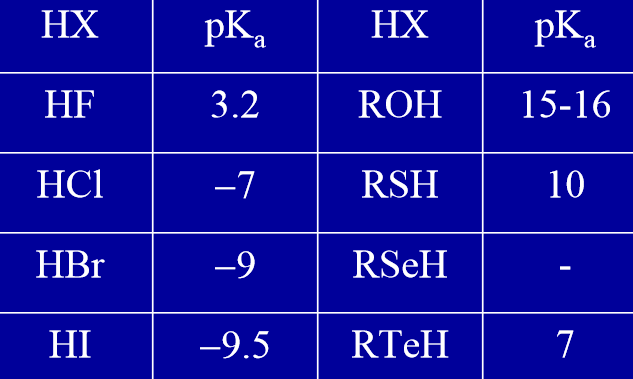 HX pKₐ HX pKₐ
HF 3.2 ROH 15-16
HCl –7 RSH 10
HBr –9 RSeH -
HI –9.5 RTeH 7